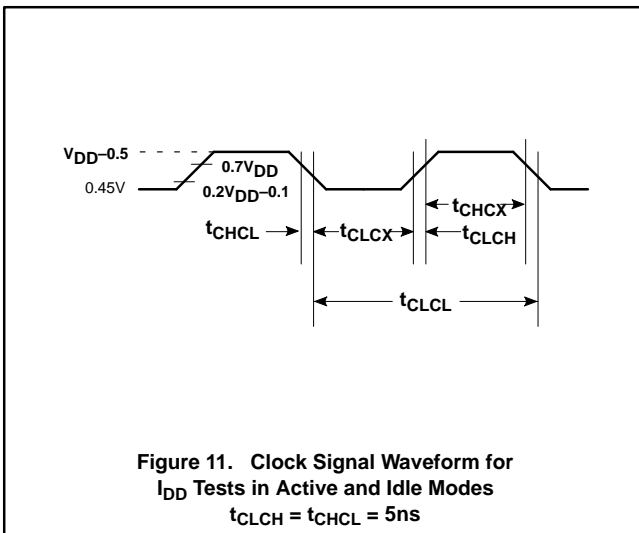 VDD–0.5
0.7VDD
0.45V
0.2VDD–0.1
tCHCX
tCHCL
tCLCX
tCLCH
tCLCL
Figure 11. Clock Signal Waveform for
IDD Tests in Active and Idle Modes
tCLCH = tCHCL = 5ns